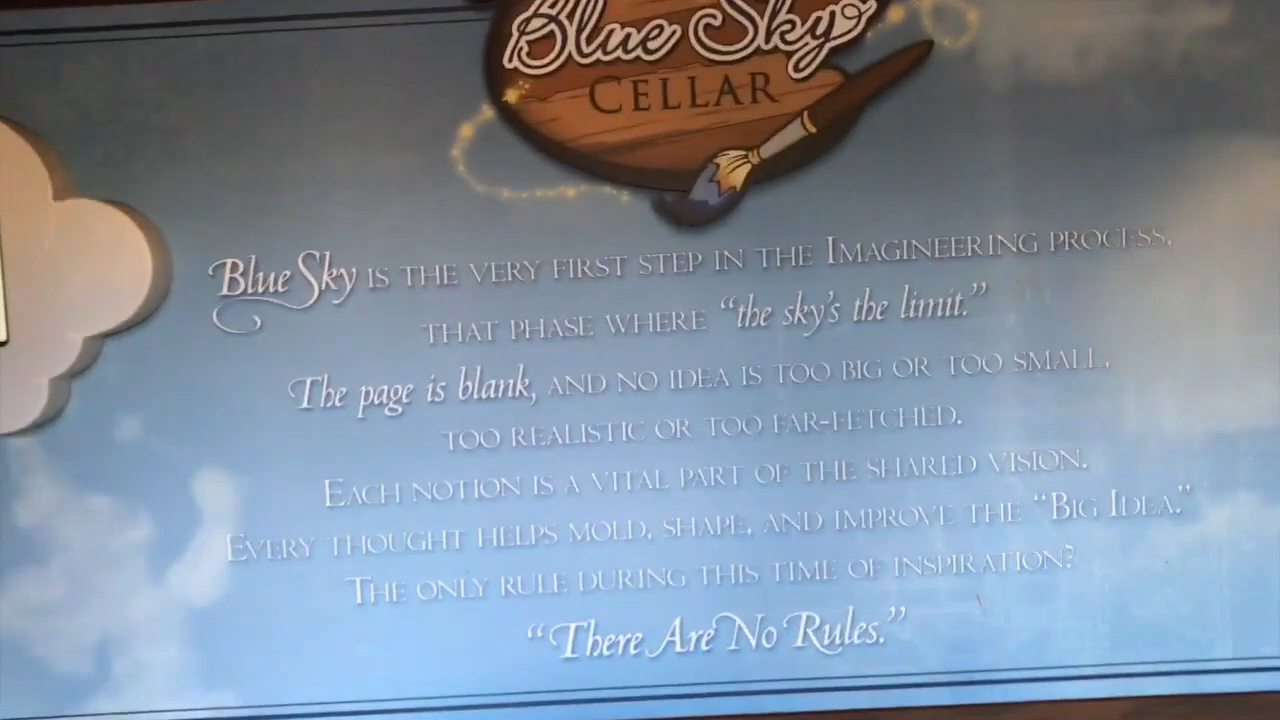 Blue Sky
CELLAR
Blue Sky IS THE VERY FIRST STEP IN THE IMAGINEERING PROCESS,
THAT PHASE WHERE “the sky’s the limit.”
The page is blank, AND NO IDEA IS TOO BIG OR TOO SMALL,
TOO REALISTIC OR TOO FAR-FETCHED.
EACH NOTION IS A VITAL PART OF THE SHARED VISION.
EVERY THOUGHT HELPS MOLD, SHAPE, AND IMPROVE THE “BIG IDEA.”
THE ONLY RULE DURING THIS TIME OF INSPIRATION?
“There Are No Rules.”